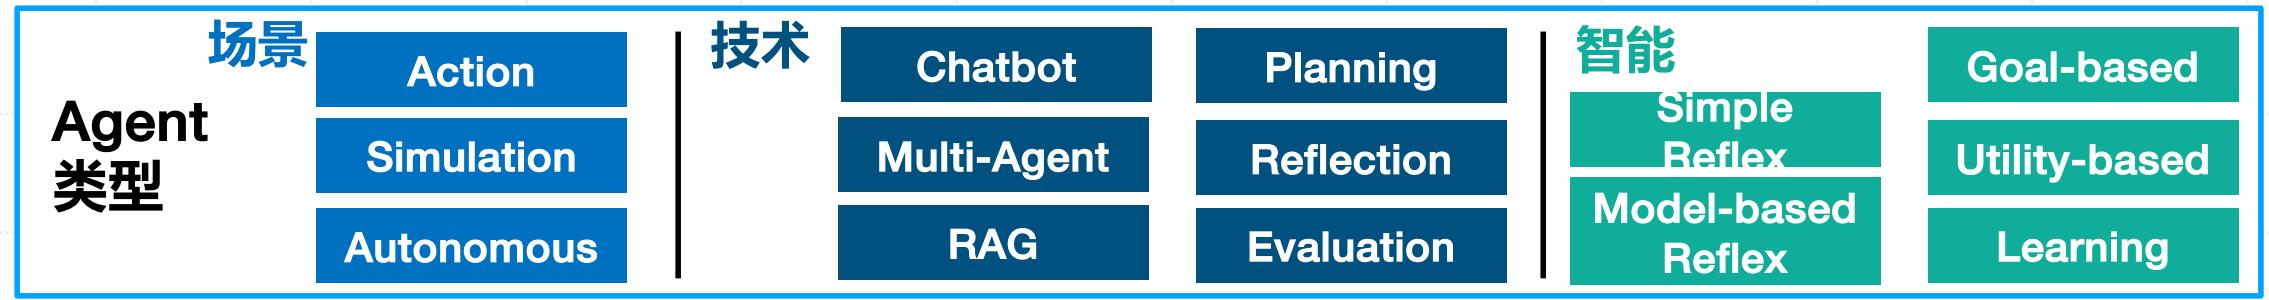 Agent
类型
场景
Action
Simulation
Autonomous
技术
Chatbot
Multi-Agent
RAG
Planning
Reflection
Evaluation
智能
Simple
Reflex
Model-based
Reflex
Goal-based
Utility-based
Learning